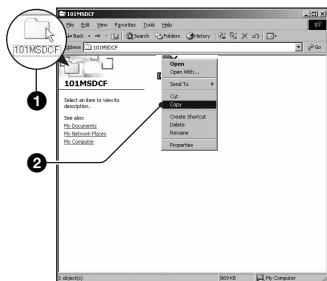 101MSDCF
File Edit View Favorites Tools Help
Back Search Folders History
Address 101MSDCF Go
101MSDCF
101MSDCF
Select an item to view its
description.
See also:
My Documents
My Network Places
My Computer
Open
Open With...
Send To
Cut
Copy
Create Shortcut
Delete
Rename
Properties
1
2
1 object(s) 869 KB My Computer